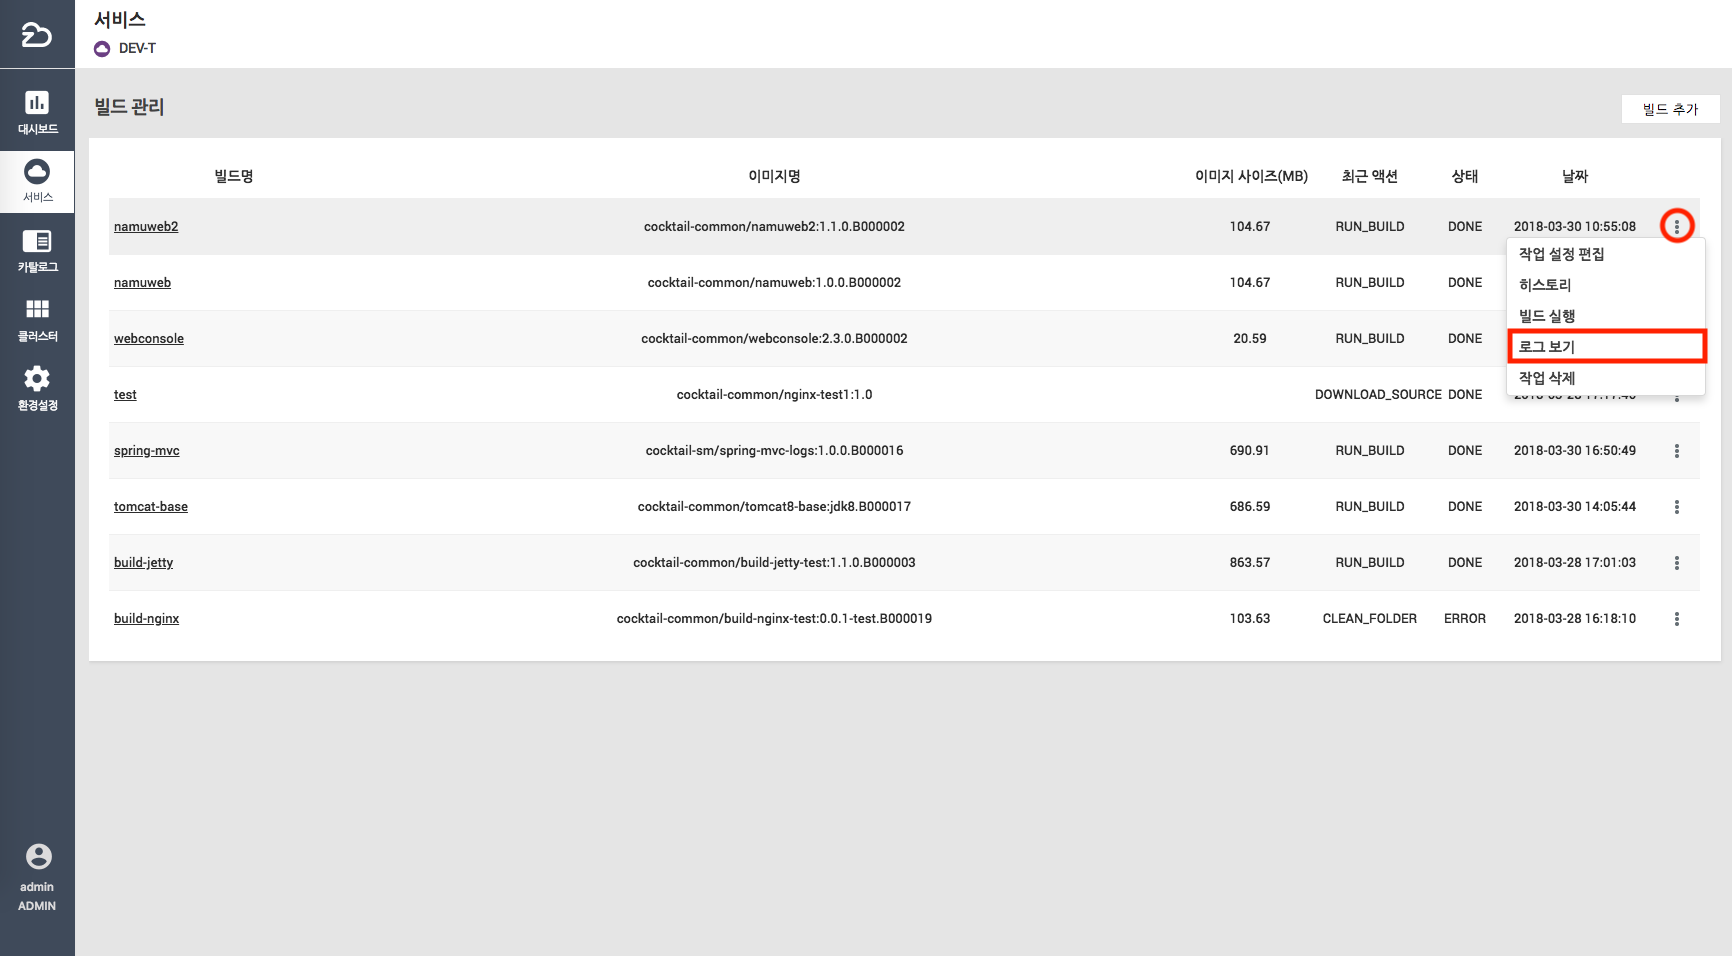 서비스
DEV-T
대시보드
서비스
카탈로그
클러스터
환경설정
admin
ADMIN
빌드 관리
빌드 추가
빌드명 이미지명 이미지 사이즈(MB) 최근 액션 상태 날짜
namuweb2 cocktail-common/namuweb2:1.1.0.B000002 104.67 RUN_BUILD DONE 2018-03-30 10:55:08
namuweb cocktail-common/namuweb:1.0.0.B000002 104.67 RUN_BUILD DONE
webconsole cocktail-common/webconsole:2.3.0.B000002 20.59 RUN_BUILD DONE
test cocktail-common/nginx-test1:1.0 DOWNLOAD_SOURCE DONE
spring-mvc cocktail-sm/spring-mvc-logs:1.0.0.B000016 690.91 RUN_BUILD DONE 2018-03-30 16:50:49
tomcat-base cocktail-common/tomcat8-base:jdk8.B000017 686.59 RUN_BUILD DONE 2018-03-30 14:05:44
build-jetty cocktail-common/build-jetty-test:1.1.0.B000003 863.57 RUN_BUILD DONE 2018-03-28 17:01:03
build-nginx cocktail-common/build-nginx-test:0.0.1-test.B000019 103.63 CLEAN_FOLDER ERROR 2018-03-28 16:18:10
작업 설정 편집
히스토리
빌드 실행
로그 보기
작업 삭제